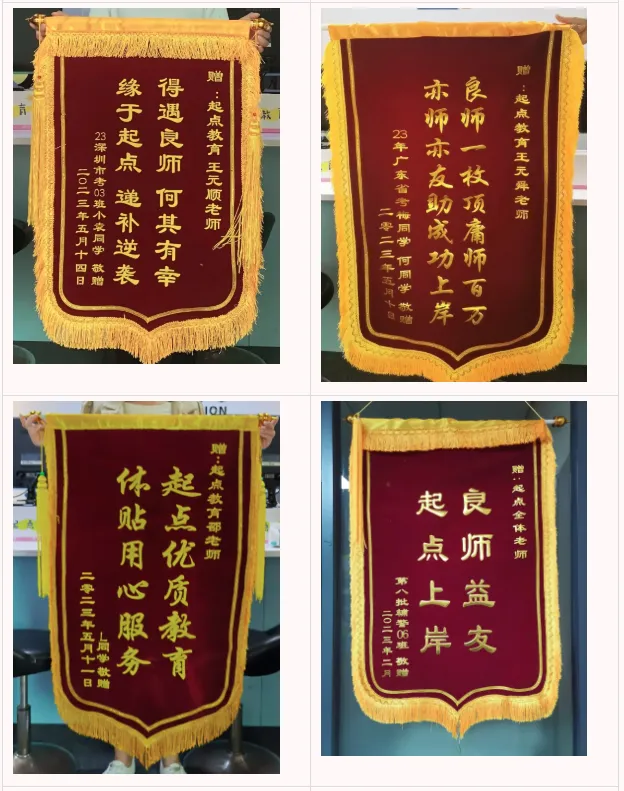 赠：起点教育 王元顺老师
得遇良师 何其有幸
缘于起点 递补逆袭
23深圳市考03班小袁同学 敬赠
二〇二三年五月十四日
赠：起点教育王元舜老师
良师一枚顶庸师百万
亦师亦友助成功上岸
23年广东省考梅同学 何同学 敬赠
二零二三年五月十日
ION
赠：起点教育邵老师
起点优质教育
体贴用心服务
L同学敬赠
二零二三年五月十一日
赠：起点全体老师
良师益友
起点上岸
第八批辅警06班 敬赠
二〇二三年二月